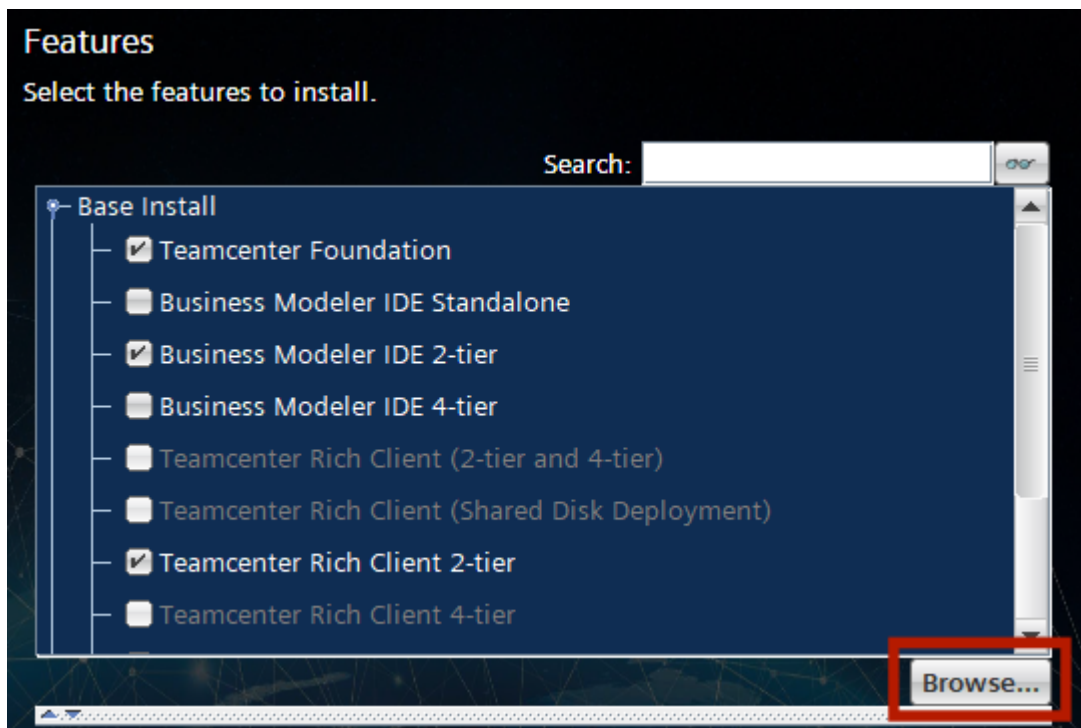 Features
Select the features to install.
Search:
Base Install
Teamcenter Foundation
Business Modeler IDE Standalone
Business Modeler IDE 2-tier
Business Modeler IDE 4-tier
Teamcenter Rich Client (2-tier and 4-tier)
Teamcenter Rich Client (Shared Disk Deployment)
Teamcenter Rich Client 2-tier
Teamcenter Rich Client 4-tier
Browse...